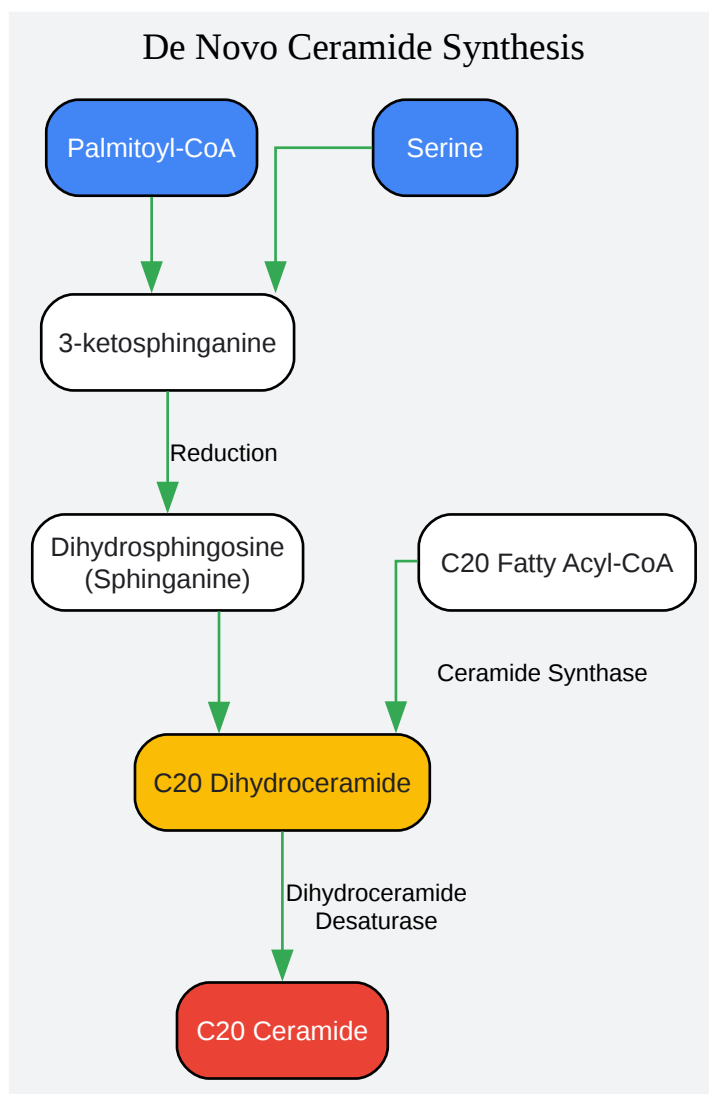 De Novo Ceramide Synthesis
Palmitoyl-CoA
Serine
3-ketosphinganine
Reduction
Dihydrosphingosine
(Sphinganine)
C20 Fatty Acyl-CoA
Ceramide Synthase
C20 Dihydroceramide
Dihydroceramide
Desaturase
C20 Ceramide